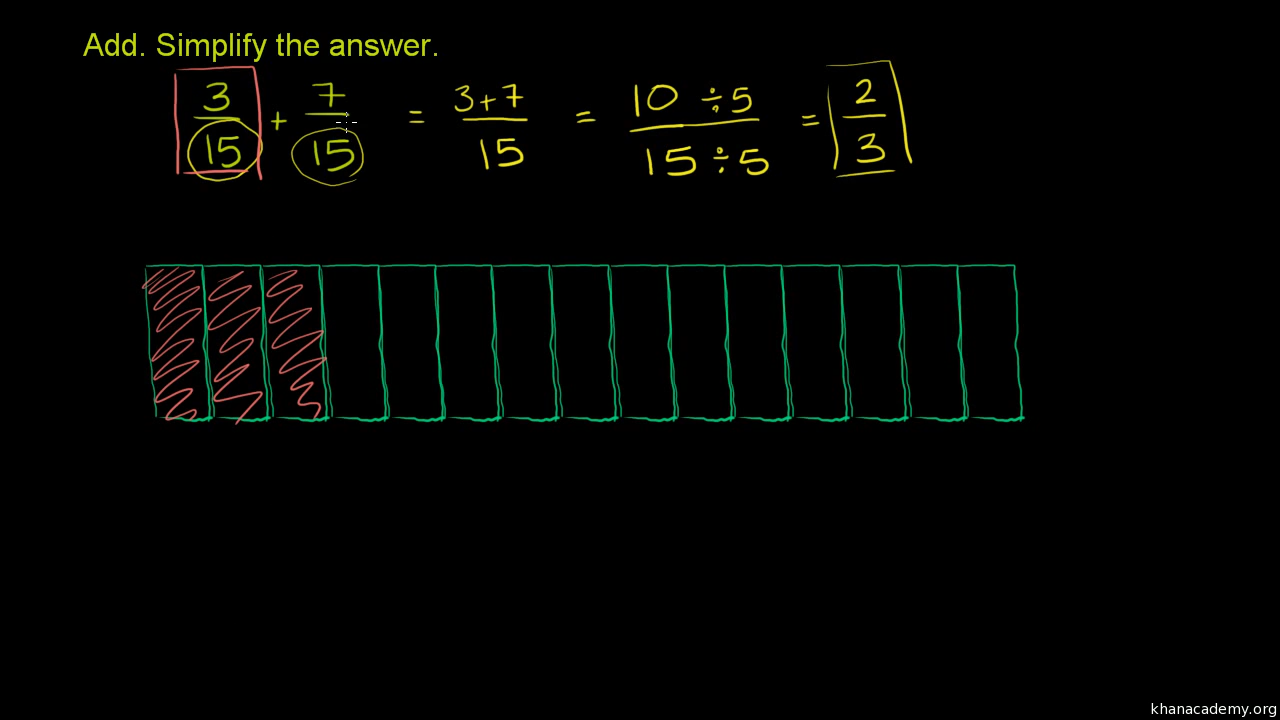 Add. Simplify the answer.
3/15 + 7/15 = 3+7/15 = 10 ÷5/15 ÷5 = 2/3
khanacademy.org